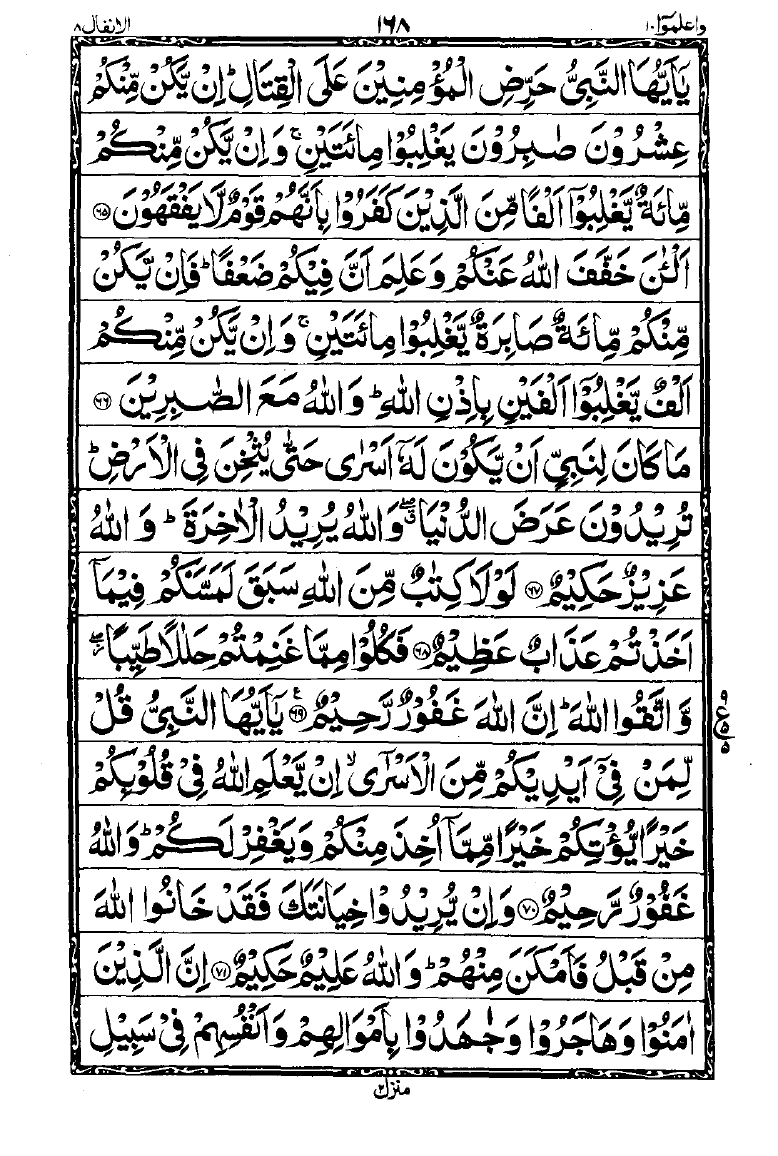 واعلموٓا ١٠ ١٦٨ الانفال ٨
يٰۤاَيُّهَا النَّبِىُّ حَرِّضِ الْمُؤْمِنِيْنَ عَلَى الْقِتَالِ ؕ اِنْ يَّكُنْ مِّنْكُمْ
عِشْرُوْنَ صٰبِرُوْنَ يَغْلِبُوْا مِائَتَيْنِ ۚ وَ اِنْ يَّكُنْ مِّنْكُمْ
مِّائَةٌ يَّغْلِبُوْۤا اَلْفًا مِّنَ الَّذِيْنَ كَفَرُوْا بِاَنَّهُمْ قَوْمٌ لَّا يَفْقَهُوْنَ ﴿٦٥﴾
اَلْـٰٔنَ خَفَّفَ اللّٰهُ عَنْكُمْ وَ عَلِمَ اَنَّ فِيْكُمْ ضَعْفًا ؕ فَاِنْ يَّكُنْ
مِّنْكُمْ مِّائَةٌ صَابِرَةٌ يَّغْلِبُوْا مِائَتَيْنِ ۚ وَ اِنْ يَّكُنْ مِّنْكُمْ
اَلْفٌ يَّغْلِبُوْۤا اَلْفَيْنِ بِاِذْنِ اللّٰهِ ؕ وَ اللّٰهُ مَعَ الصّٰبِرِيْنَ ﴿٦٦﴾
مَا كَانَ لِنَبِىٍّ اَنْ يَّكُوْنَ لَهٗۤ اَسْرٰى حَتّٰى يُثْخِنَ فِى الْاَرْضِ ؕ
تُرِيْدُوْنَ عَرَضَ الدُّنْيَا ۖق وَ اللّٰهُ يُرِيْدُ الْاٰخِرَةَ ؕ وَ اللّٰهُ
عَزِيْزٌ حَكِيْمٌ ﴿٦٧﴾ لَوْلَا كِتٰبٌ مِّنَ اللّٰهِ سَبَقَ لَمَسَّكُمْ فِيْمَاۤ
اَخَذْتُمْ عَذَابٌ عَظِيْمٌ ﴿٦٨﴾ فَكُلُوْا مِمَّا غَنِمْتُمْ حَلٰلًا طَيِّبًا ۖ
وَّ اتَّقُوا اللّٰهَ ؕ اِنَّ اللّٰهَ غَفُوْرٌ رَّحِيْمٌ ﴿٦٩﴾ ع يٰۤاَيُّهَا النَّبِىُّ قُلْ
لِّمَنْ فِىْۤ اَيْدِيْكُمْ مِّنَ الْاَسْرٰۤى ۙ اِنْ يَّعْلَمِ اللّٰهُ فِىْ قُلُوْبِكُمْ
خَيْرًا يُّؤْتِكُمْ خَيْرًا مِّمَّاۤ اُخِذَ مِنْكُمْ وَ يَغْفِرْ لَكُمْ ؕ وَ اللّٰهُ
غَفُوْرٌ رَّحِيْمٌ ﴿٧٠﴾ وَ اِنْ يُّرِيْدُوْا خِيَانَتَكَ فَقَدْ خَانُوا اللّٰهَ
مِنْ قَبْلُ فَاَمْكَنَ مِنْهُمْ ؕ وَ اللّٰهُ عَلِيْمٌ حَكِيْمٌ ﴿٧١﴾ اِنَّ الَّذِيْنَ
اٰمَنُوْا وَ هَاجَرُوْا وَ جٰهَدُوْا بِاَمْوَالِهِمْ وَ اَنْفُسِهِمْ فِىْ سَبِيْلِ
منزل ٢